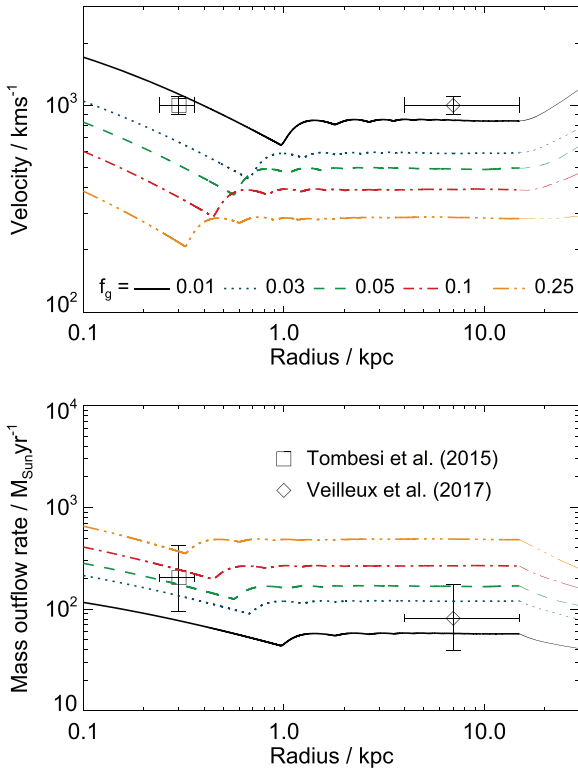 Velocity / kms⁻¹
10³
10²
f_g = 0.01 0.03 0.05 0.1 0.25
0.1 1.0 10.0
Radius / kpc
Mass outflow rate / M_Sun yr⁻¹
10⁴
10³
10²
10
Tombesi et al. (2015)
Veilleux et al. (2017)
0.1 1.0 10.0
Radius / kpc